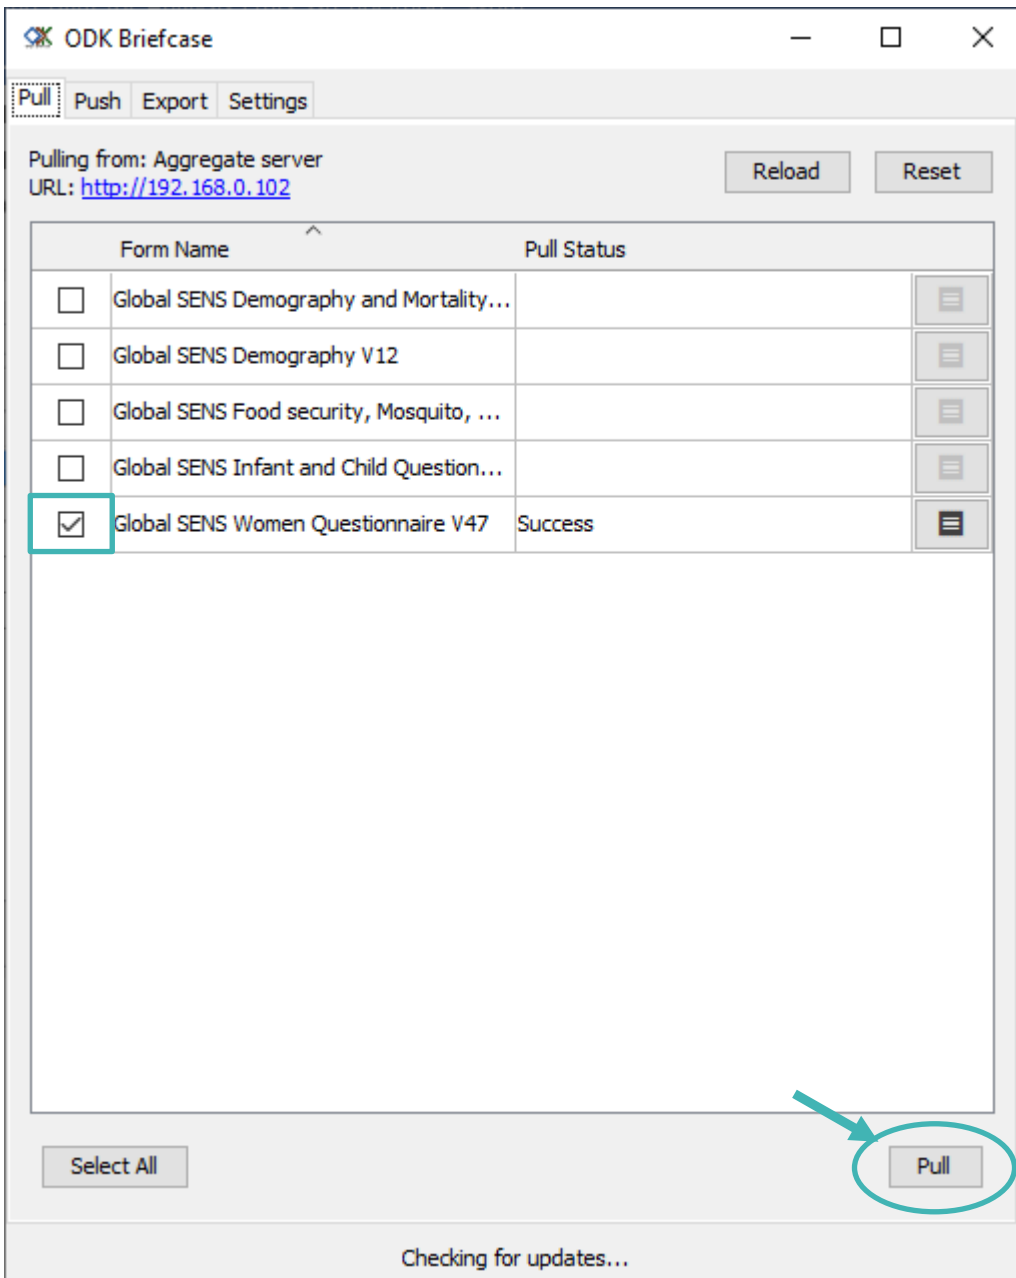 ODK Briefcase
Pull Push Export Settings
Pulling from: Aggregate server
URL: http://192.168.0.102
Reload Reset
Form Name Pull Status
Global SENS Demography and Mortality...
Global SENS Demography V12
Global SENS Food security, Mosquito, ...
Global SENS Infant and Child Question...
Global SENS Women Questionnaire V47 Success
Select All Pull
Checking for updates...